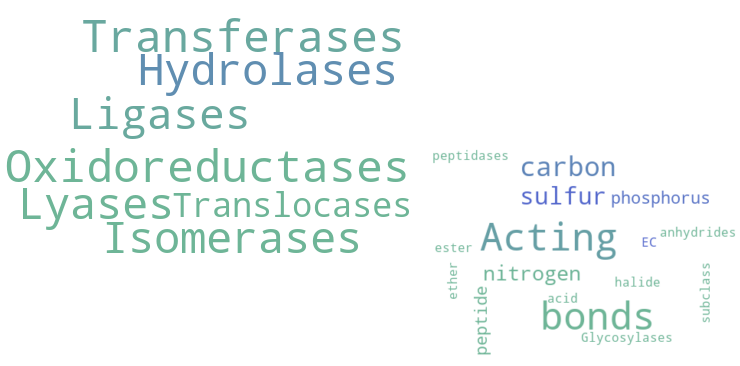 Transferases
Hydrolases
Ligases
Oxidoreductases
Lyases
Translocases
Isomerases
peptidases
carbon
sulfur
phosphorus
Acting
EC
anhydrides
ester
nitrogen
ether
halide
subclass
peptide
acid
bonds
Glycosylases